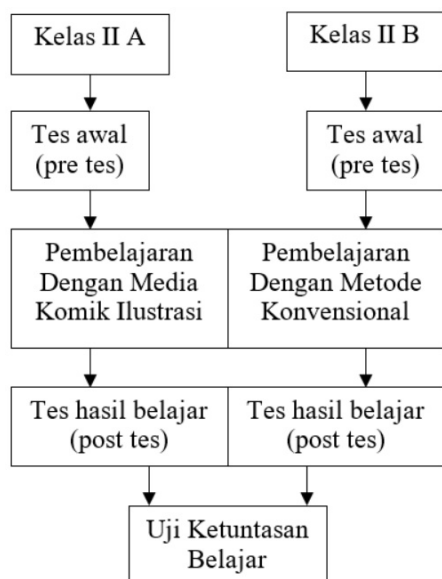 Kelas II A
Kelas II B
Tes awal
(pre tes)
Tes awal
(pre tes)
Pembelajaran
Dengan Media
Komik Ilustrasi
Pembelajaran
Dengan Metode
Konvensional
Tes hasil belajar
(post tes)
Tes hasil belajar
(post tes)
Uji Ketuntasan
Belajar